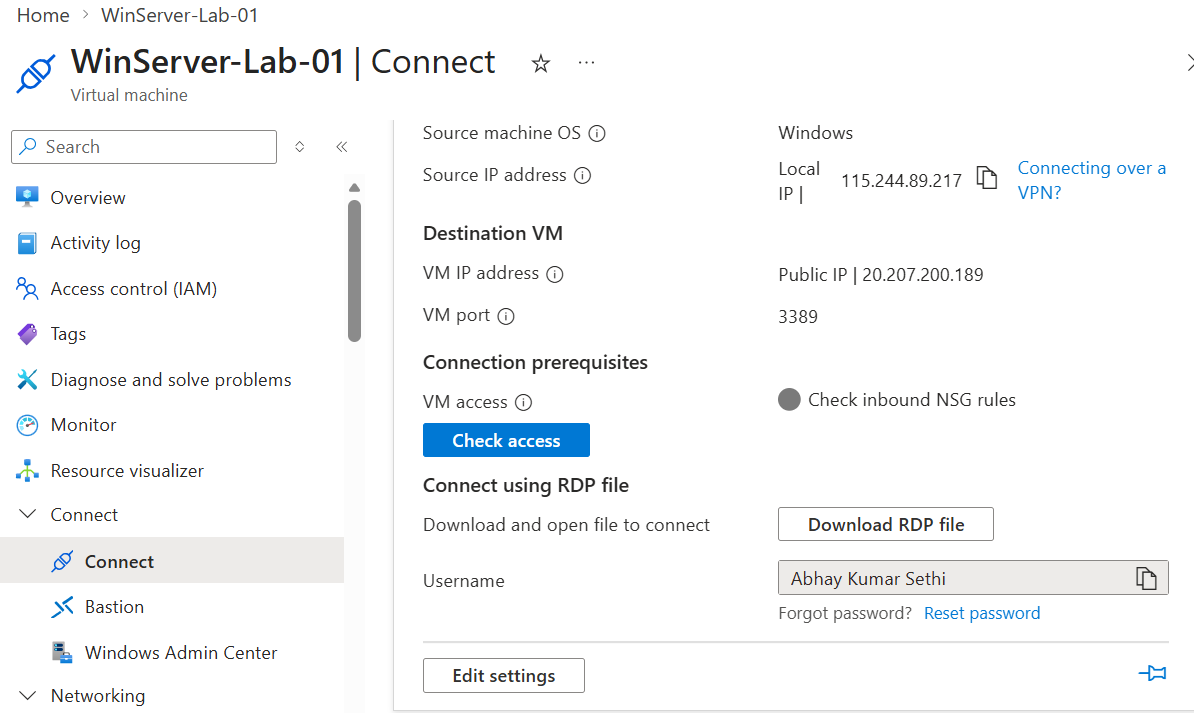 Home > WinServer-Lab-01
WinServer-Lab-01 | Connect
Virtual machine
Search
Overview
Activity log
Access control (IAM)
Tags
Diagnose and solve problems
Monitor
Resource visualizer
Connect
Connect
Bastion
Windows Admin Center
Networking
Source machine OS
Windows
Source IP address
Local
IP |
115.244.89.217
Connecting over a
VPN?
Destination VM
VM IP address
Public IP | 20.207.200.189
VM port
3389
Connection prerequisites
VM access
Check inbound NSG rules
Check access
Connect using RDP file
Download and open file to connect
Download RDP file
Username
Abhay Kumar Sethi
Forgot password? Reset password
Edit settings